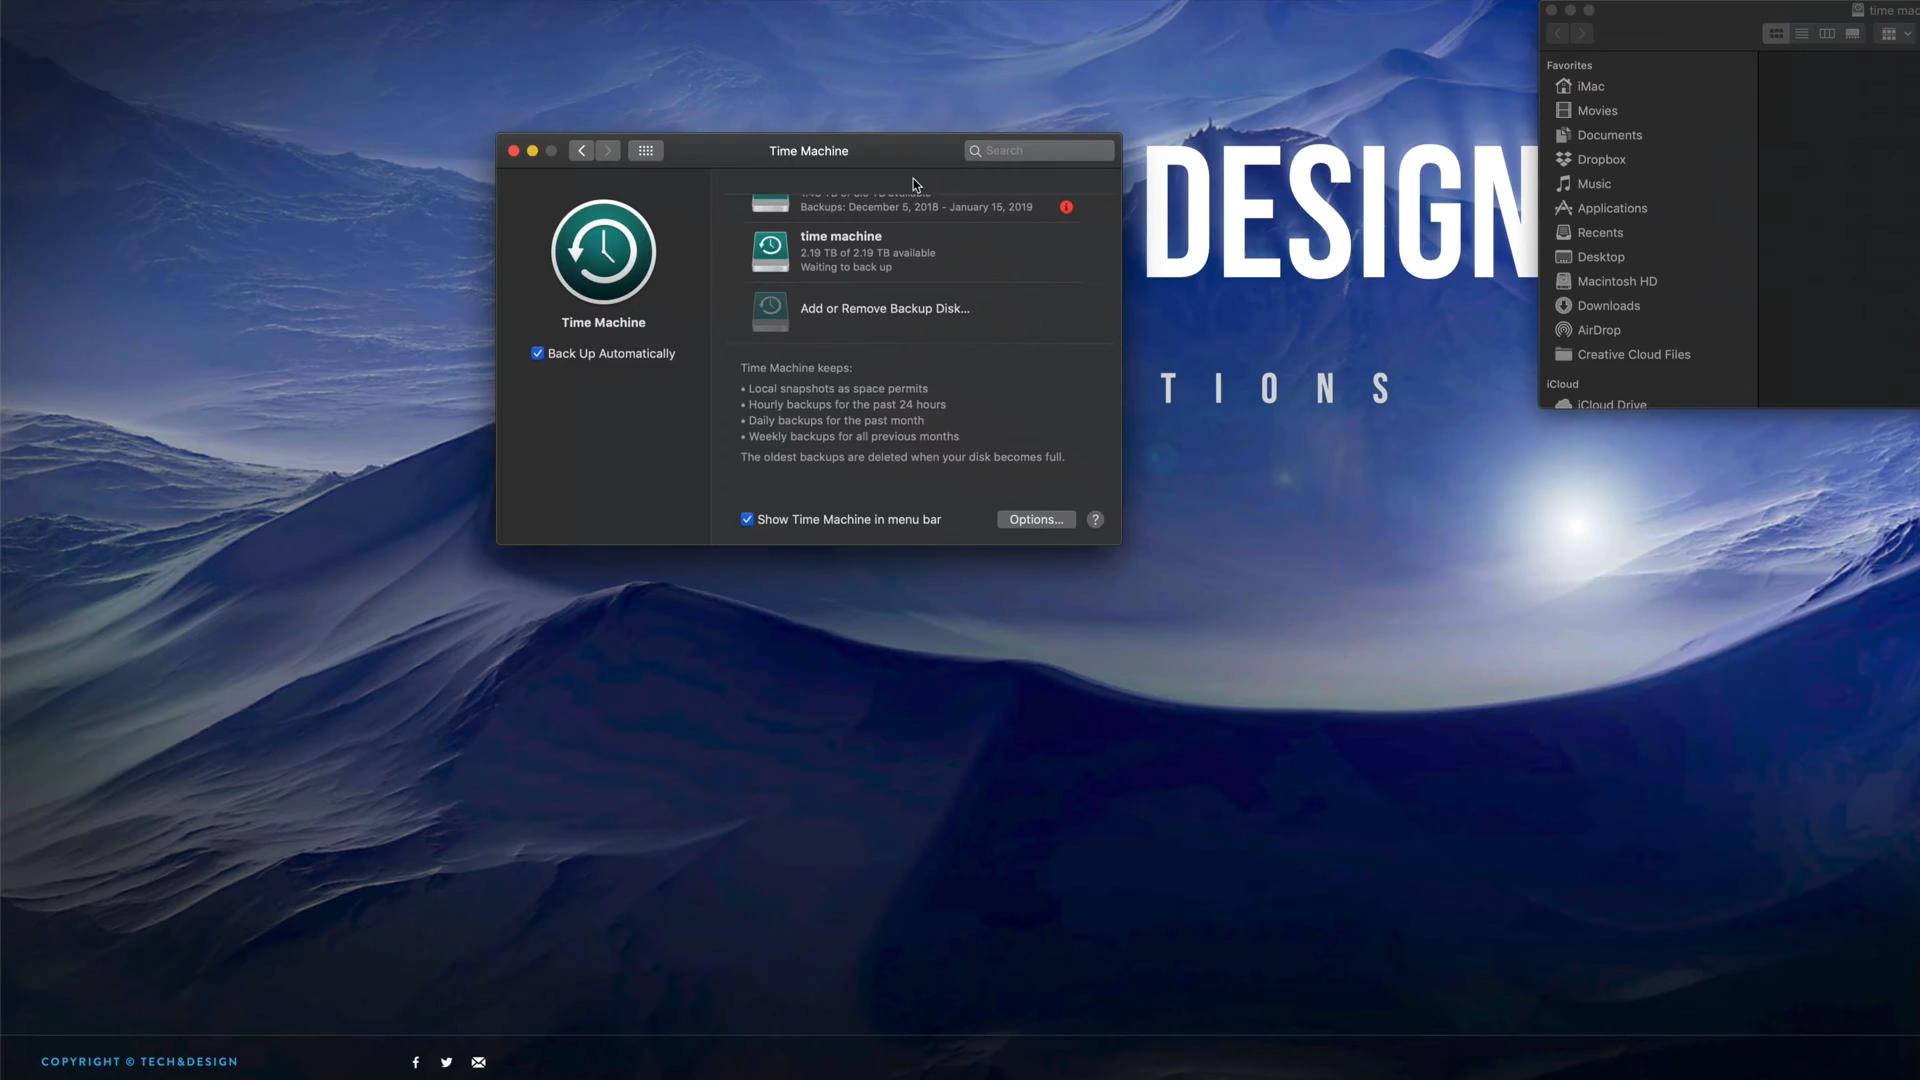 Time Machine
Search
Backups: December 5, 2018 - January 15, 2019
time machine
2.19 TB of 2.19 TB available
Waiting to back up
Add or Remove Backup Disk...
Time Machine
Back Up Automatically
Time Machine keeps:
• Local snapshots as space permits
• Hourly backups for the past 24 hours
• Daily backups for the past month
• Weekly backups for all previous months
The oldest backups are deleted when your disk becomes full.
Show Time Machine in menu bar
Options...
?
DESIGN
TIONS
time mac
Favorites
iMac
Movies
Documents
Dropbox
Music
Applications
Recents
Desktop
Macintosh HD
Downloads
AirDrop
Creative Cloud Files
iCloud
iCloud Drive
COPYRIGHT © TECH&DESIGN